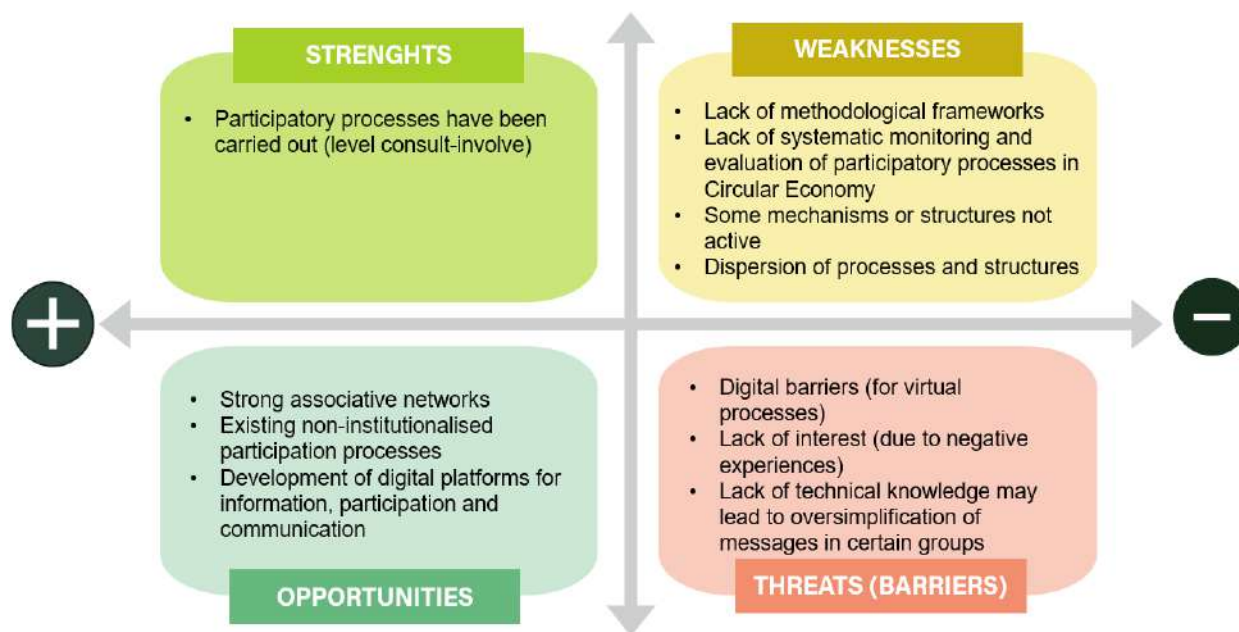 STRENGHTS
• Participatory processes have been
carried out (level consult-involve)
WEAKNESSES
• Lack of methodological frameworks
• Lack of systematic monitoring and
evaluation of participatory processes in
Circular Economy
• Some mechanisms or structures not
active
• Dispersion of processes and structures
+
−
• Strong associative networks
• Existing non-institutionalised
participation processes
• Development of digital platforms for
information, participation and
communication
OPPORTUNITIES
• Digital barriers (for virtual
processes)
• Lack of interest (due to negative
experiences)
• Lack of technical knowledge may
lead to oversimplification of
messages in certain groups
THREATS (BARRIERS)